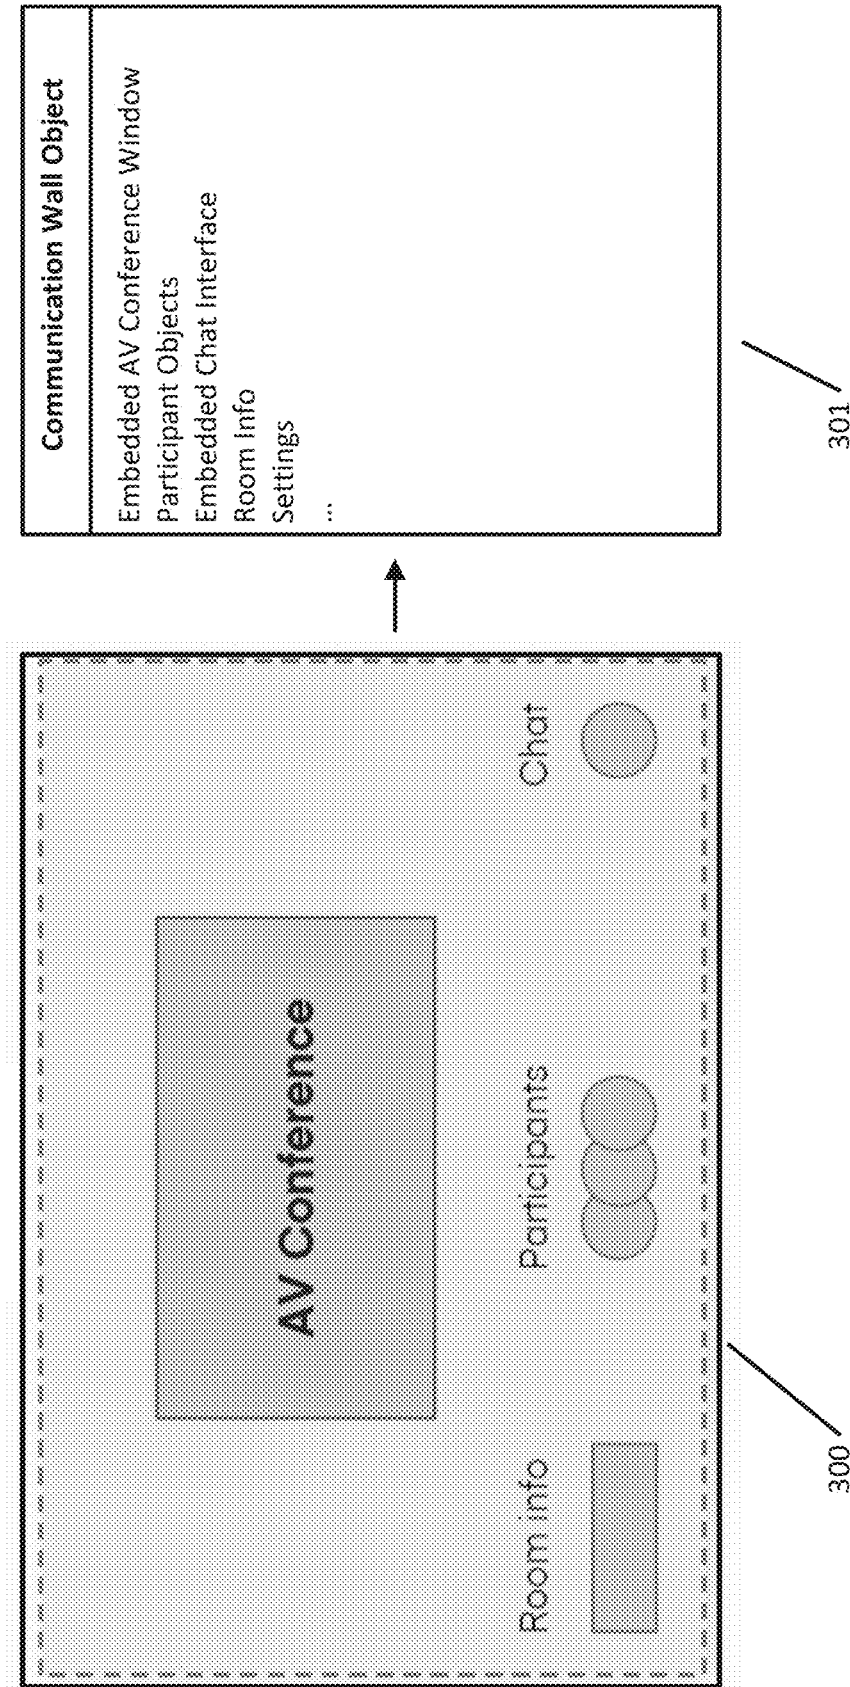 AV Conference
Room info
Participants
Chat
300
Communication Wall Object
Embedded AV Conference Window
Participant Objects
Embedded Chat Interface
Room Info
Settings
...
301